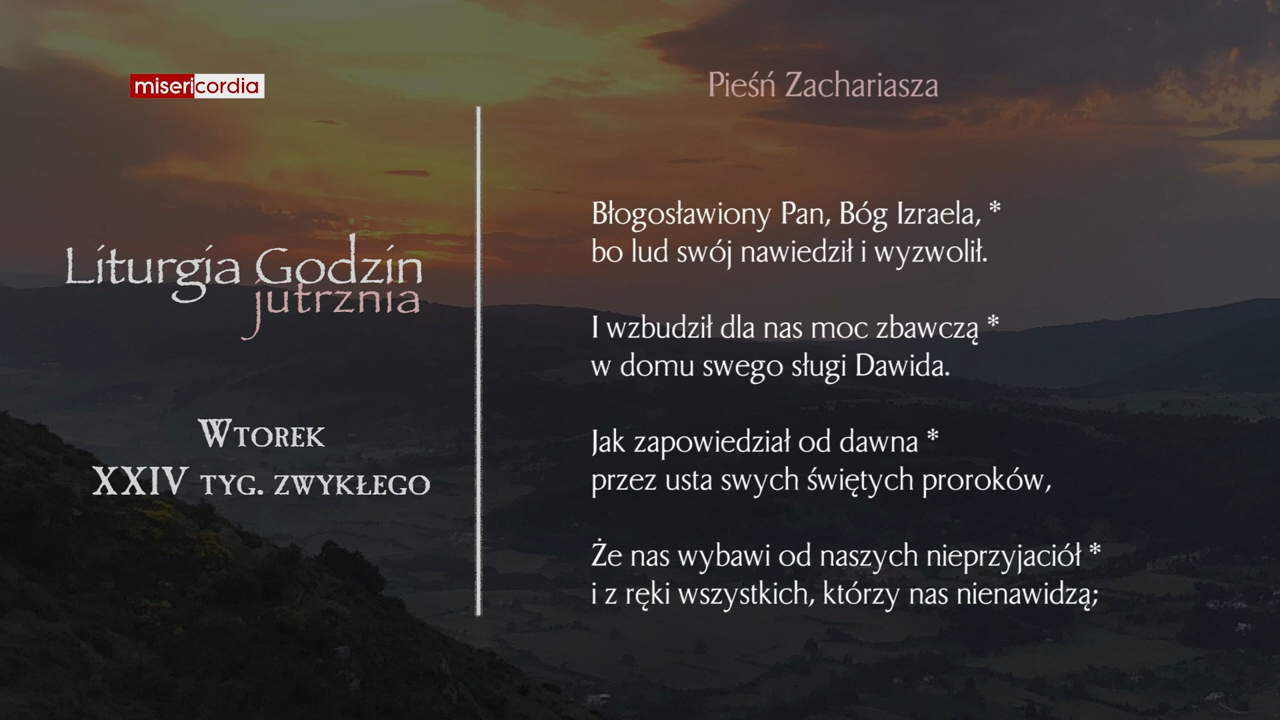 misericordia
Liturgia Godzin
jutrznia
Wtorek
XXIV tyg. zwykłego
Pieśń Zachariasza
Błogosławiony Pan, Bóg Izraela, *
bo lud swój nawiedził i wyzwolił.
I wzbudził dla nas moc zbawczą *
w domu swego sługi Dawida.
Jak zapowiedział od dawna *
przez usta swych świętych proroków,
Że nas wybawi od naszych nieprzyjaciół *
i z ręki wszystkich, którzy nas nienawidzą;